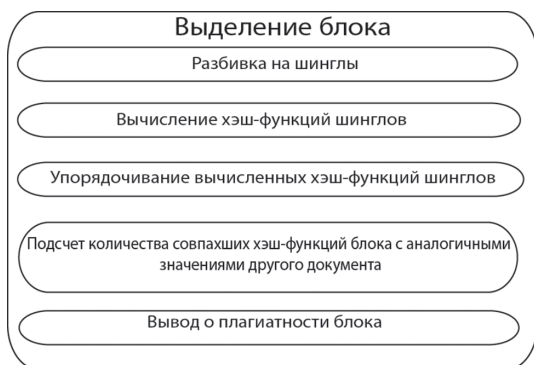 Выделение блока
Разбивка на шинглы
Вычисление хэш-функций шинглов
Упорядочивание вычисленных хэш-функций шинглов
Подсчет количества совпахших хэш-функций блока с аналогичными
значениями другого документа
Вывод о плагиатности блока